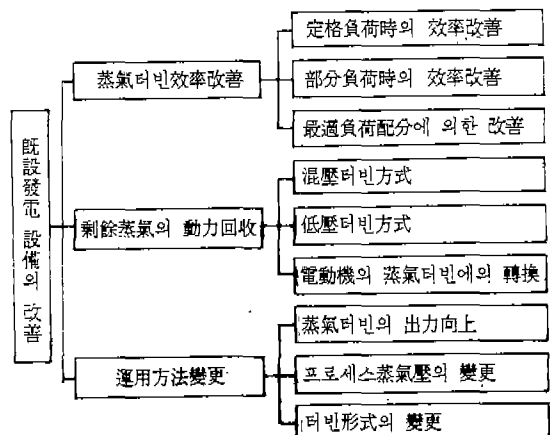 既設發電 設備의 改善
蒸氣터빈效率改善
定格負荷時의 效率改善
部分負荷時의 效率改善
最適負荷配分에 의한 改善
剩餘蒸氣의 動力回收
混壓터빈方式
低壓터빈方式
電動機의 蒸氣터빈에의 轉換
運用方法變更
蒸氣터빈의 出力向上
프로세스蒸氣壓의 變更
터빈形式의 變更